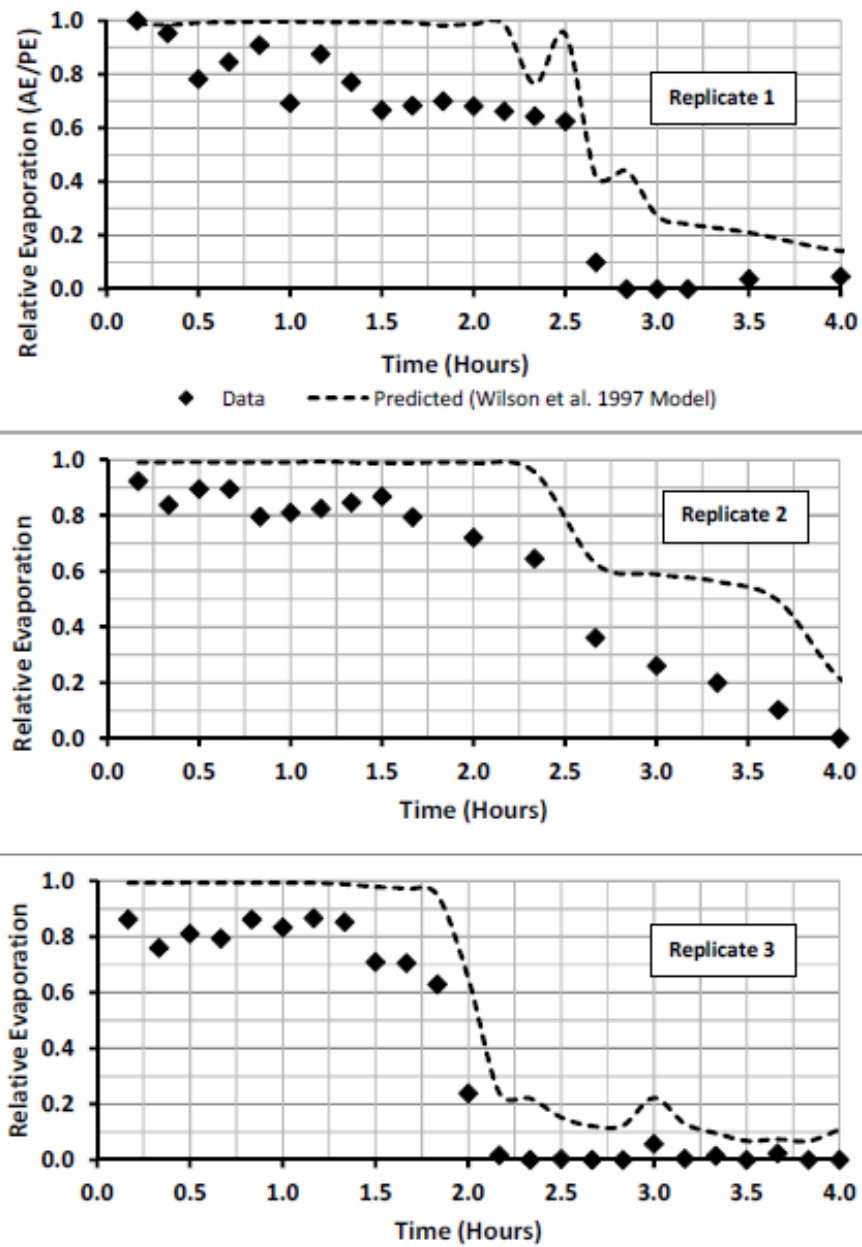 Relative Evaporation (AE/PE)
1.0
0.8
0.6
0.4
0.2
0.0
Replicate 1
0.0 0.5 1.0 1.5 2.0 2.5 3.0 3.5 4.0
Time (Hours)
Data Predicted (Wilson et al. 1997 Model)
Relative Evaporation
1.0
0.8
0.6
0.4
0.2
0.0
Replicate 2
0.0 0.5 1.0 1.5 2.0 2.5 3.0 3.5 4.0
Time (Hours)
Relative Evaporation
1.0
0.8
0.6
0.4
0.2
0.0
Replicate 3
0.0 0.5 1.0 1.5 2.0 2.5 3.0 3.5 4.0
Time (Hours)